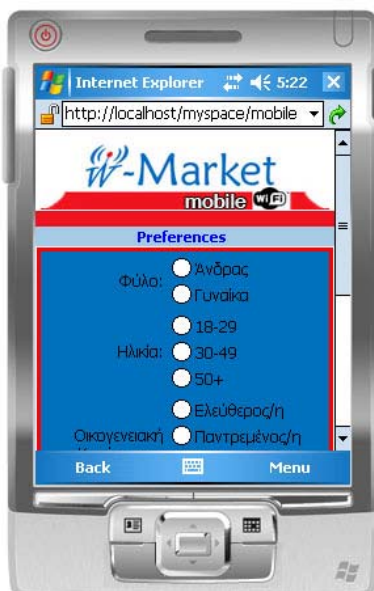 Internet Explorer 5:22
http://localhost/myspace/mobile
w-Market
mobile WiFi
Preferences
Φύλο:
Άνδρας
Γυναίκα
Ηλικία:
18-29
30-49
50+
Οικογενειακή
Ελεύθερος/η
Παντρεμένος/η
Back Menu